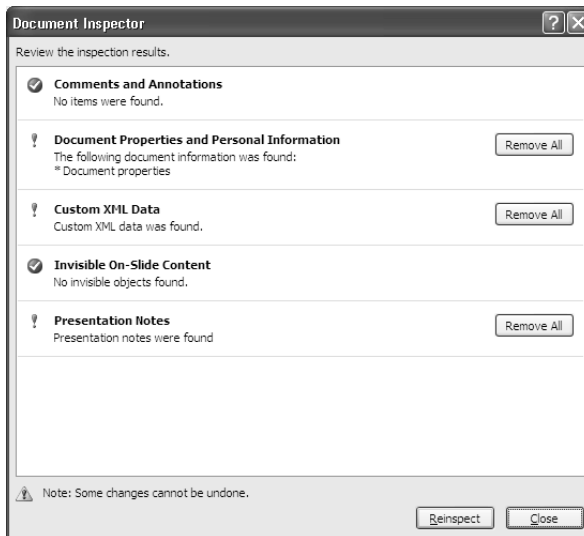 Document Inspector
Review the inspection results.
Comments and Annotations
No items were found.
Document Properties and Personal Information
Remove All
The following document information was found:
* Document properties
Custom XML Data
Remove All
Custom XML data was found.
Invisible On-Slide Content
No invisible objects found.
Presentation Notes
Remove All
Presentation notes were found
Note: Some changes cannot be undone.
Reinspect Close